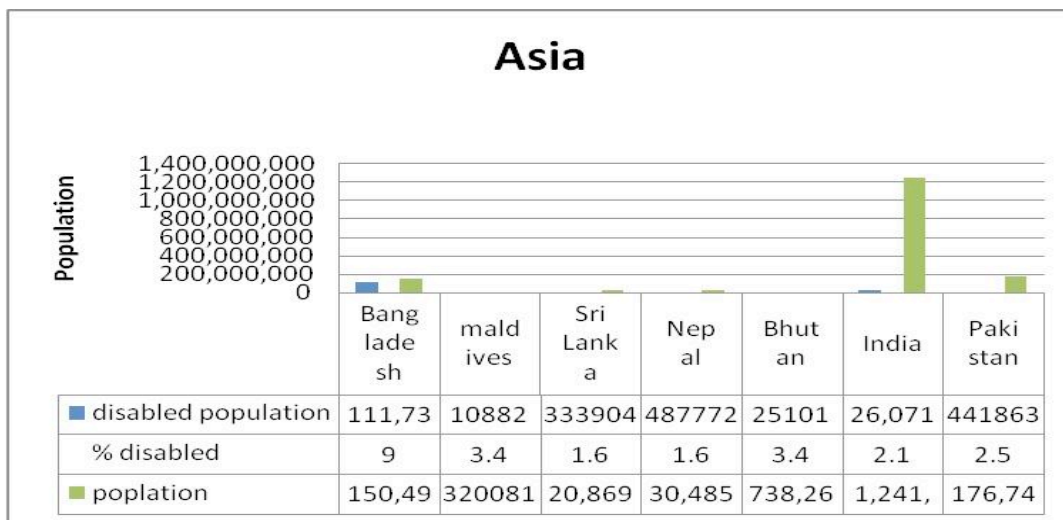 Asia
Population
1,400,000,000
1,200,000,000
1,000,000,000
800,000,000
600,000,000
400,000,000
200,000,000
0
Bang
lade
sh
mald
ives
Sri
Lank
a
Nep
al
Bhut
an
India
Paki
stan
disabled population 111,73 10882 333904 487772 25101 26,071 441863
% disabled 9 3.4 1.6 1.6 3.4 2.1 2.5
poplation 150,49 320081 20,869 30,485 738,26 1,241, 176,74